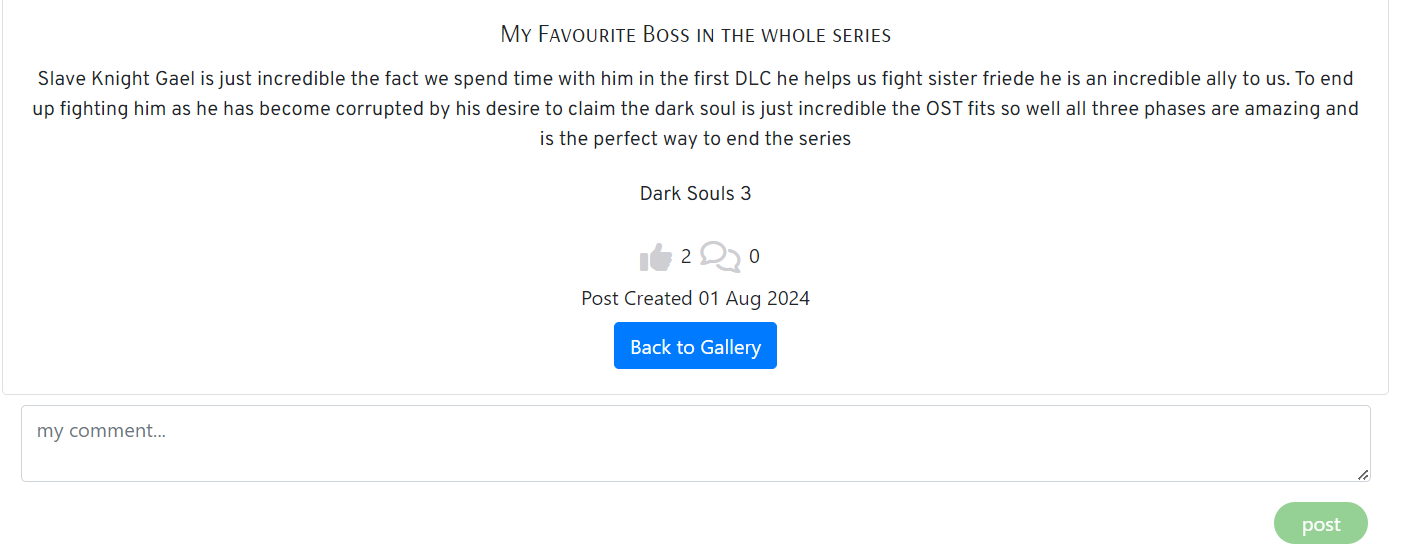 My Favourite Boss in the whole series
Slave Knight Gael is just incredible the fact we spend time with him in the first DLC he helps us fight sister friede he is an incredible ally to us. To end
up fighting him as he has become corrupted by his desire to claim the dark soul is just incredible the OST fits so well all three phases are amazing and
is the perfect way to end the series
Dark Souls 3
2 0
Post Created 01 Aug 2024
Back to Gallery
my comment...
post